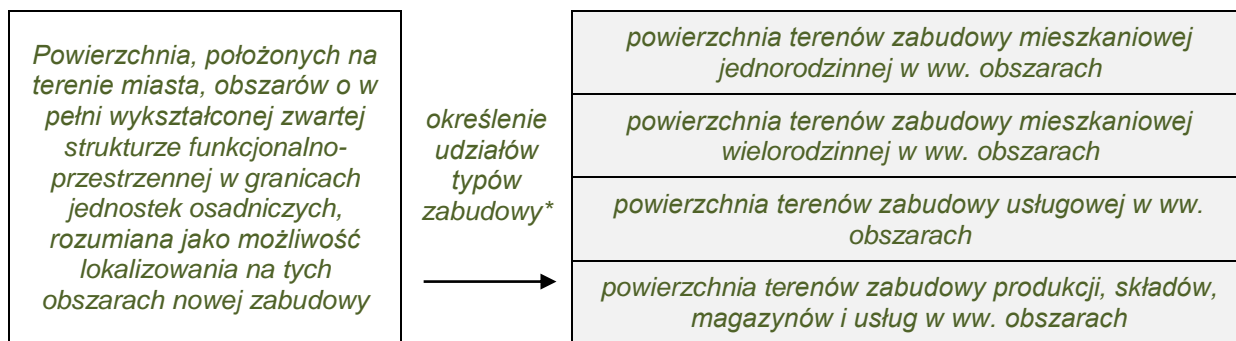 Powierzchnia, położonych na
terenie miasta, obszarów o w
pełni wykształconej zwartej
strukturze funkcjonalno-
przestrzennej w granicach
jednostek osadniczych,
rozumiana jako możliwość
lokalizowania na tych
obszarach nowej zabudowy
określenie
udziałów
typów
zabudowy*
powierzchnia terenów zabudowy mieszkaniowej
jednorodzinnej w ww. obszarach
powierzchnia terenów zabudowy mieszkaniowej
wielorodzinnej w ww. obszarach
powierzchnia terenów zabudowy usługowej w ww.
obszarach
powierzchnia terenów zabudowy produkcji, składów,
magazynów i usług w ww. obszarach